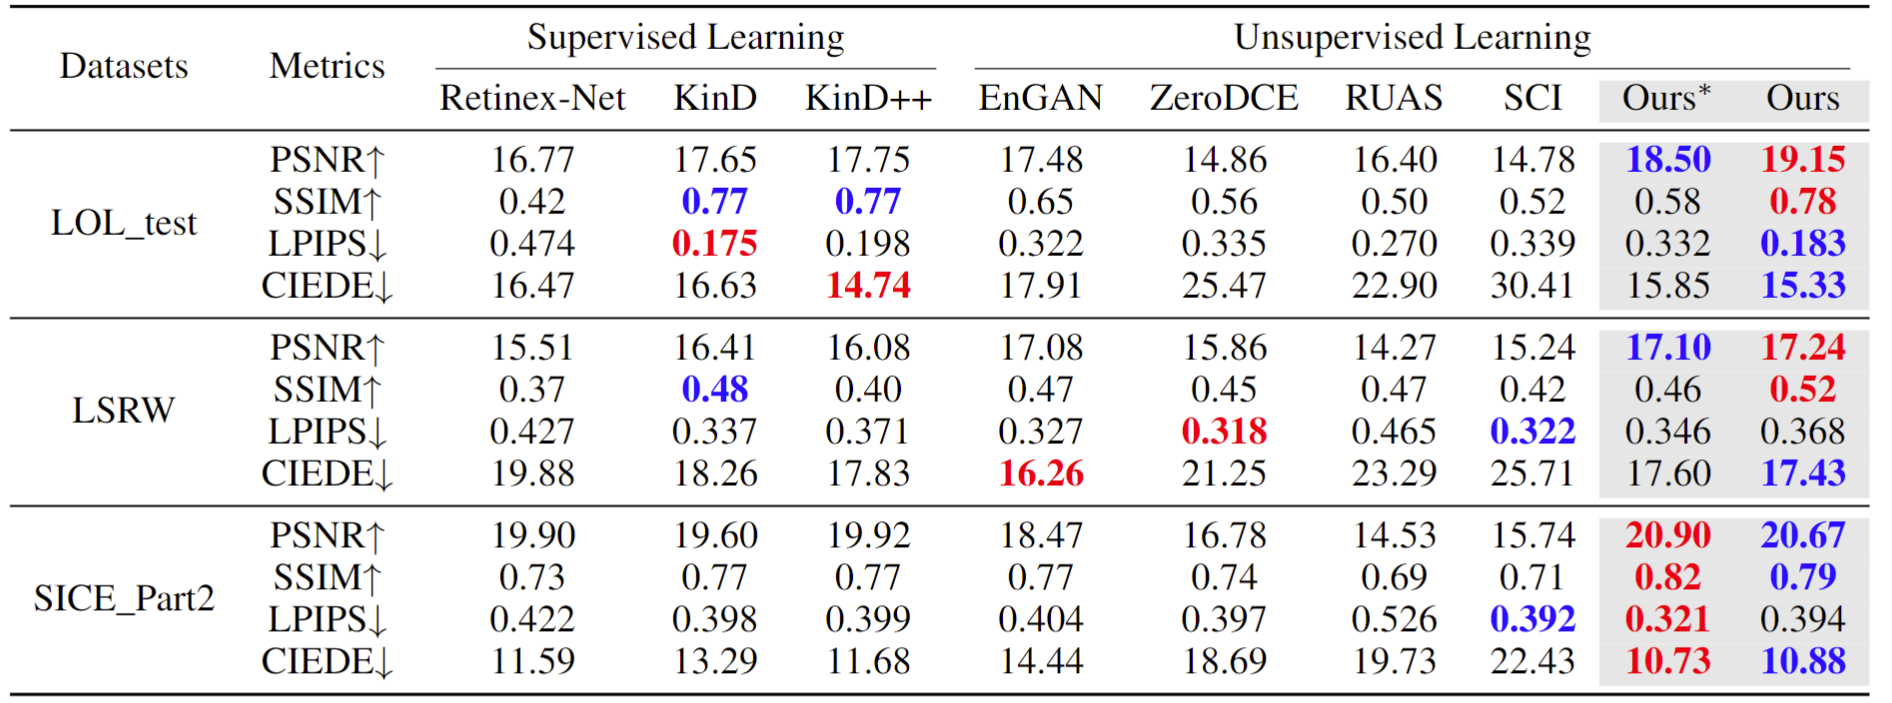 Datasets Metrics Supervised Learning Unsupervised Learning
Retinex-Net KinD KinD++ EnGAN ZeroDCE RUAS SCI Ours* Ours
LOL_test
PSNR↑ 16.77 17.65 17.75 17.48 14.86 16.40 14.78 18.50 19.15
SSIM↑ 0.42 0.77 0.77 0.65 0.56 0.50 0.52 0.58 0.78
LPIPS↓ 0.474 0.175 0.198 0.322 0.335 0.270 0.339 0.332 0.183
CIEDE↓ 16.47 16.63 14.74 17.91 25.47 22.90 30.41 15.85 15.33
LSRW
PSNR↑ 15.51 16.41 16.08 17.08 15.86 14.27 15.24 17.10 17.24
SSIM↑ 0.37 0.48 0.40 0.47 0.45 0.47 0.42 0.46 0.52
LPIPS↓ 0.427 0.337 0.371 0.327 0.318 0.465 0.322 0.346 0.368
CIEDE↓ 19.88 18.26 17.83 16.26 21.25 23.29 25.71 17.60 17.43
SICE_Part2
PSNR↑ 19.90 19.60 19.92 18.47 16.78 14.53 15.74 20.90 20.67
SSIM↑ 0.73 0.77 0.77 0.77 0.74 0.69 0.71 0.82 0.79
LPIPS↓ 0.422 0.398 0.399 0.404 0.397 0.526 0.392 0.321 0.394
CIEDE↓ 11.59 13.29 11.68 14.44 18.69 19.73 22.43 10.73 10.88